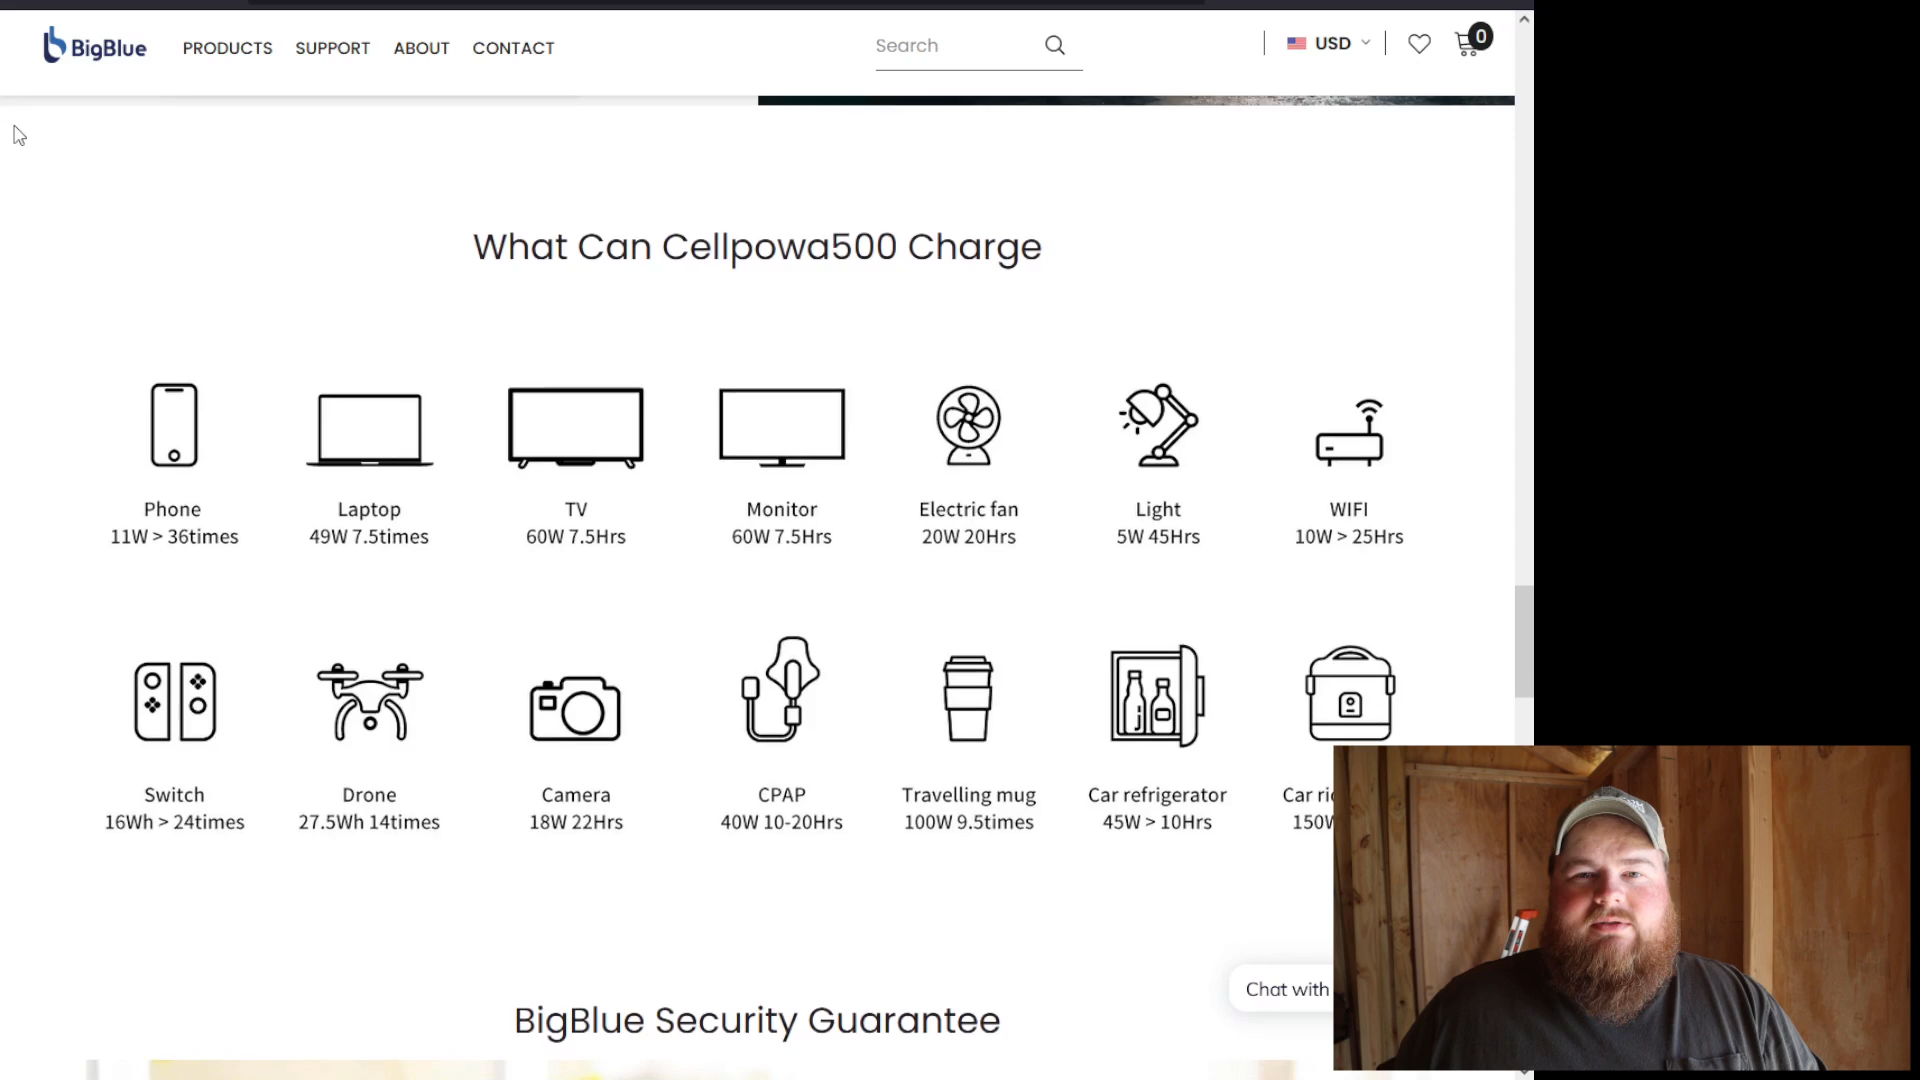 BigBlue PRODUCTS SUPPORT ABOUT CONTACT Search USD 0
What Can Cellpowa500 Charge
Phone
11W > 36times
Laptop
49W 7.5times
TV
60W 7.5Hrs
Monitor
60W 7.5Hrs
Electric fan
20W 20Hrs
Light
5W 45Hrs
WIFI
10W > 25Hrs
Switch
16Wh > 24times
Drone
27.5Wh 14times
Camera
18W 22Hrs
CPAP
40W 10-20Hrs
Travelling mug
100W 9.5times
Car refrigerator
45W > 10Hrs
Car
150W
Chat with
BigBlue Security Guarantee